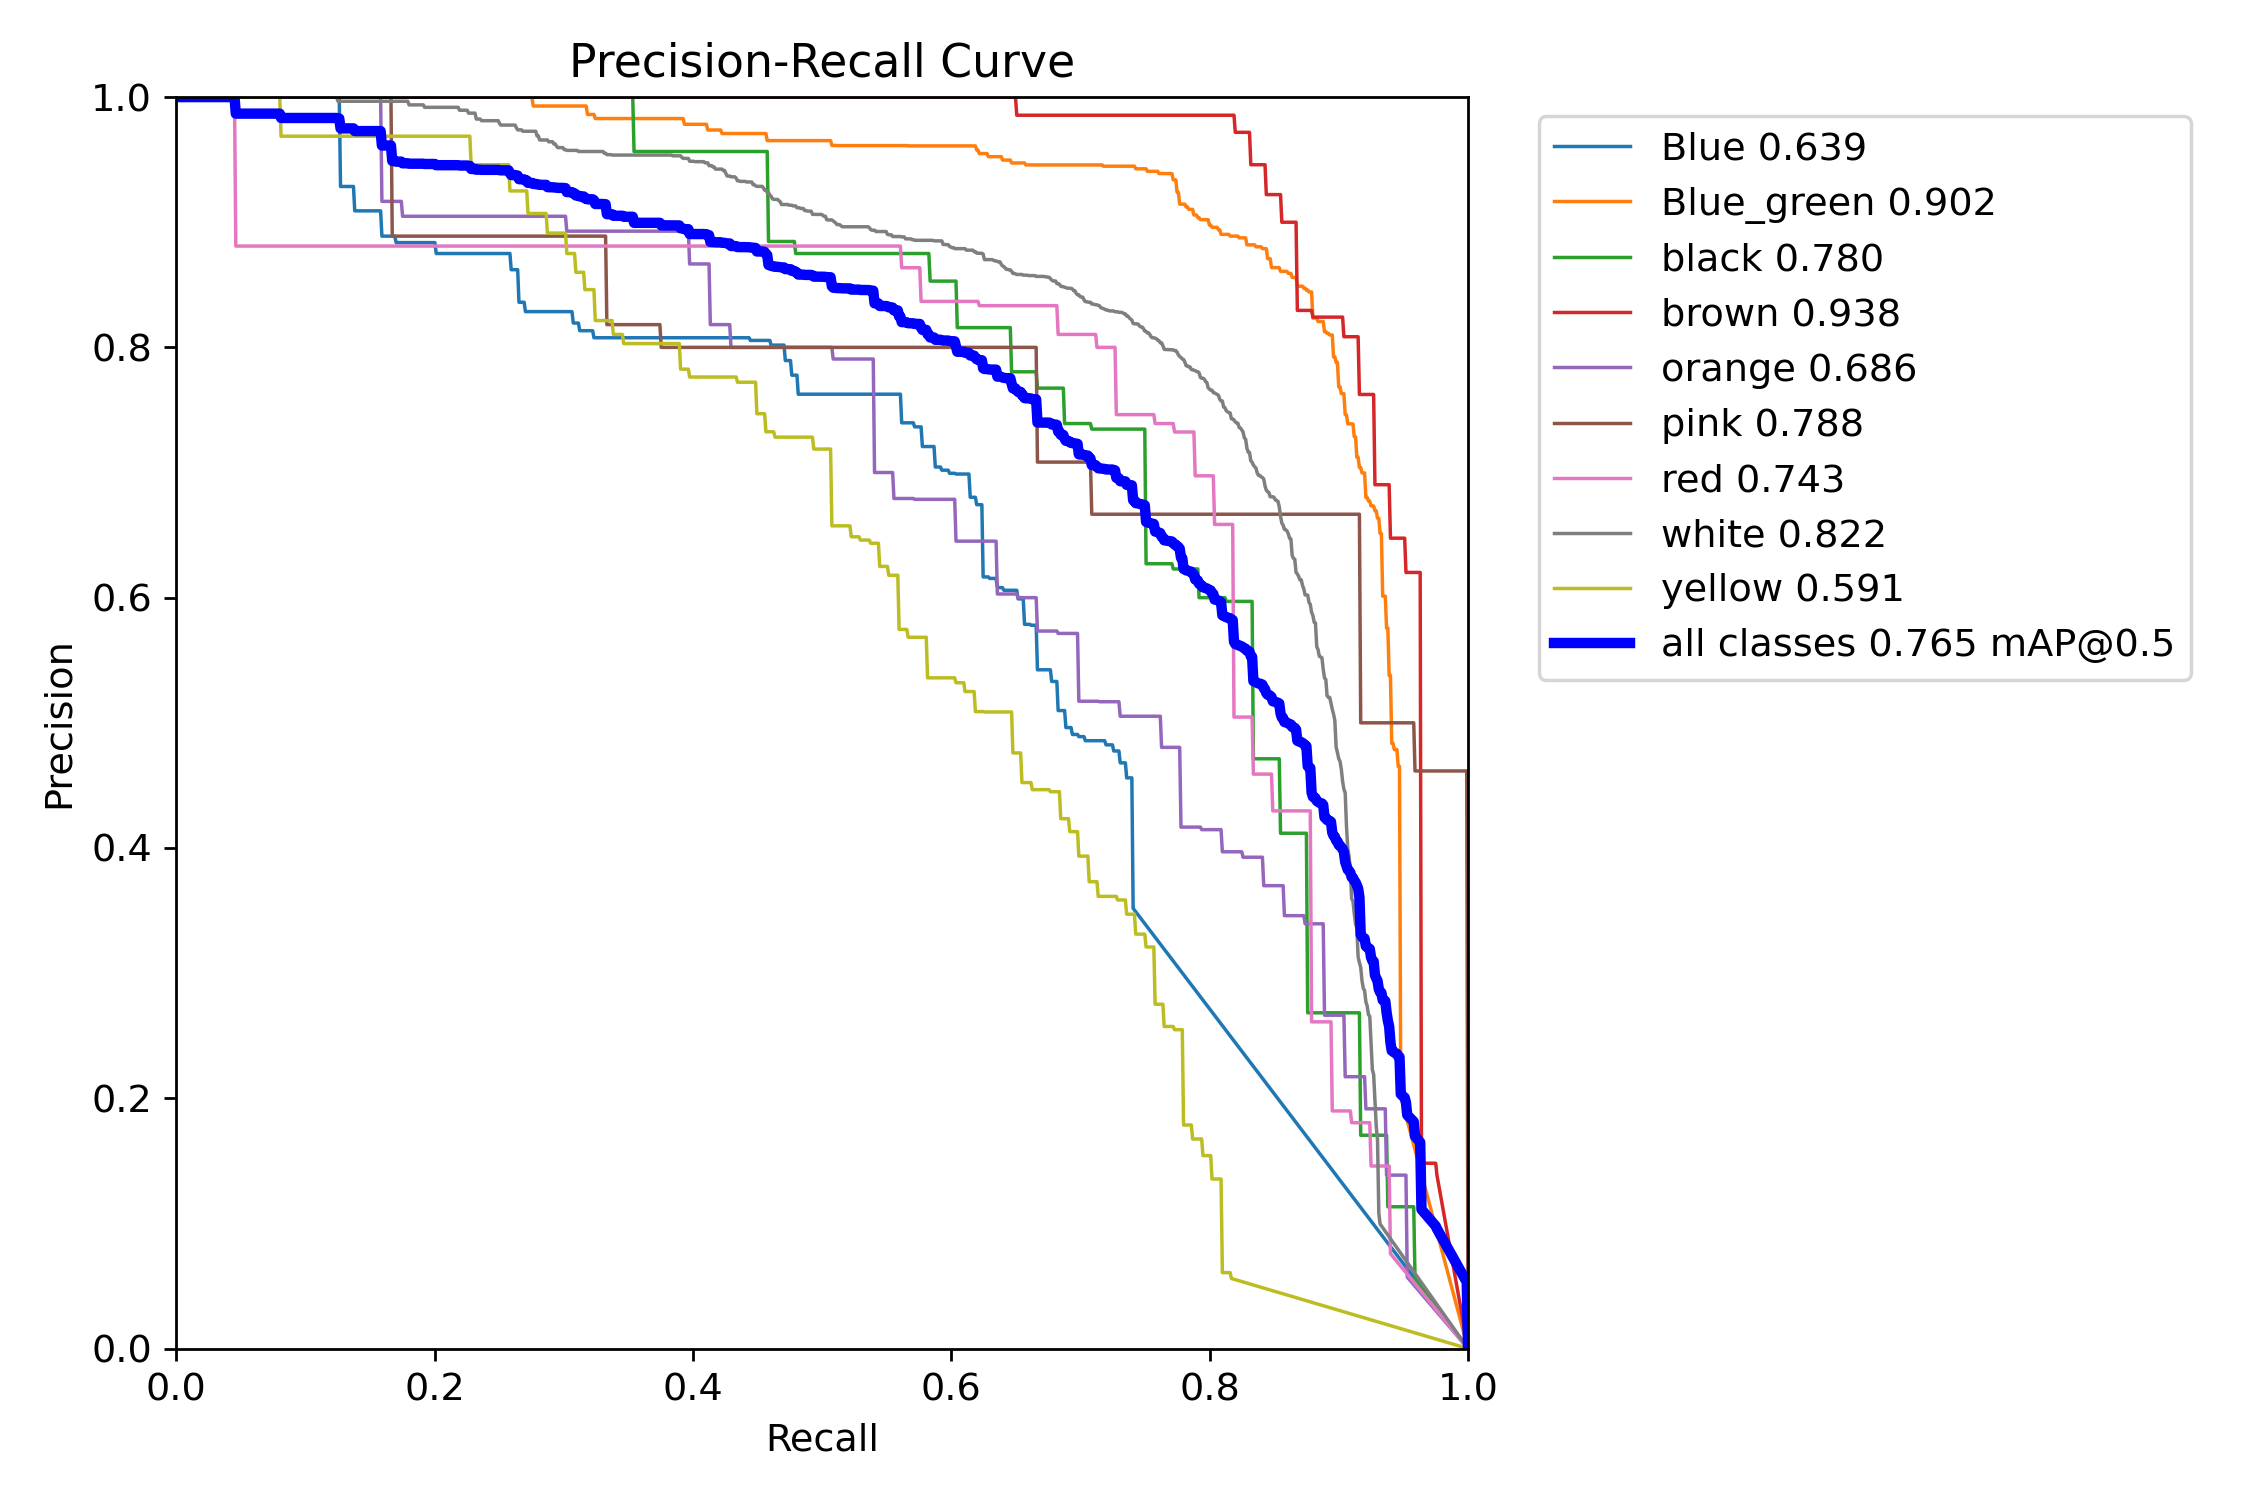 Precision-Recall Curve
1.0
0.8
0.6
0.4
0.2
0.0
Precision
0.0 0.2 0.4 0.6 0.8 1.0
Recall
Blue 0.639
Blue_green 0.902
black 0.780
brown 0.938
orange 0.686
pink 0.788
red 0.743
white 0.822
yellow 0.591
all classes 0.765 mAP@0.5